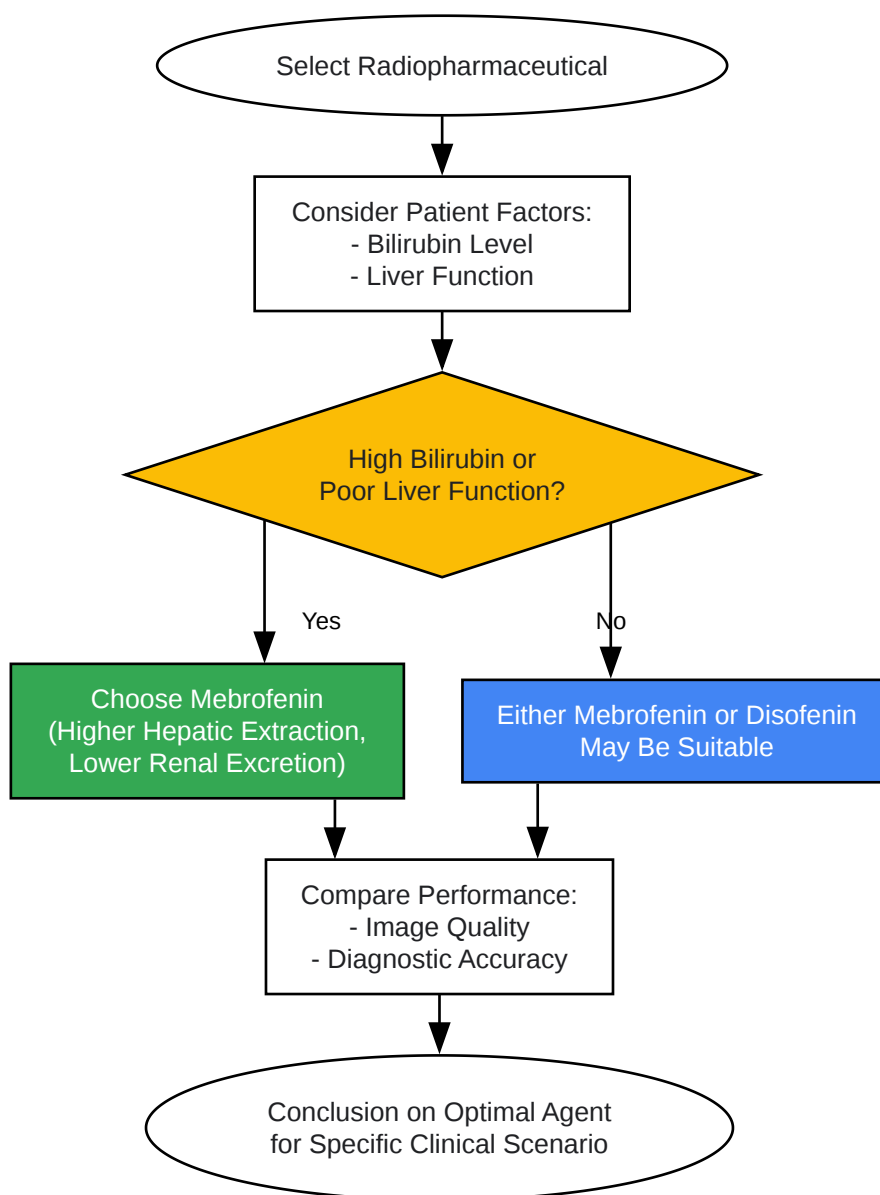 Select Radiopharmaceutical
Consider Patient Factors:
- Bilirubin Level
- Liver Function
High Bilirubin or
Poor Liver Function?
Yes
No
Choose Mebrofenin
(Higher Hepatic Extraction,
Lower Renal Excretion)
Either Mebrofenin or Disofenin
May Be Suitable
Compare Performance:
- Image Quality
- Diagnostic Accuracy
Conclusion on Optimal Agent
for Specific Clinical Scenario